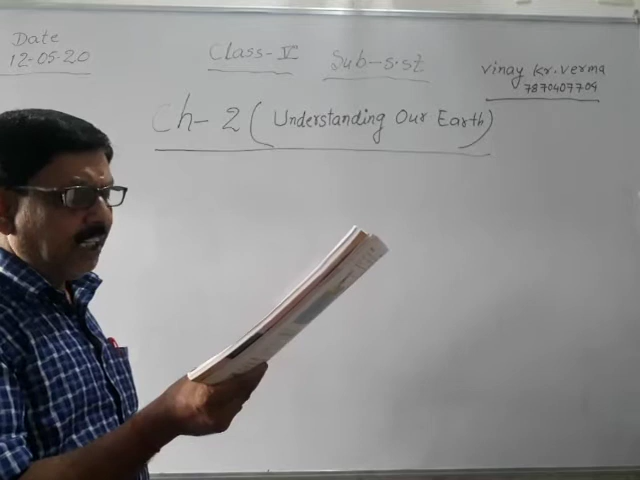 Date
12-05-20
Class-V
Sub-s.st
Vinay Kr. Verma
7870407709
Ch-2 ( Understanding Our Earth)